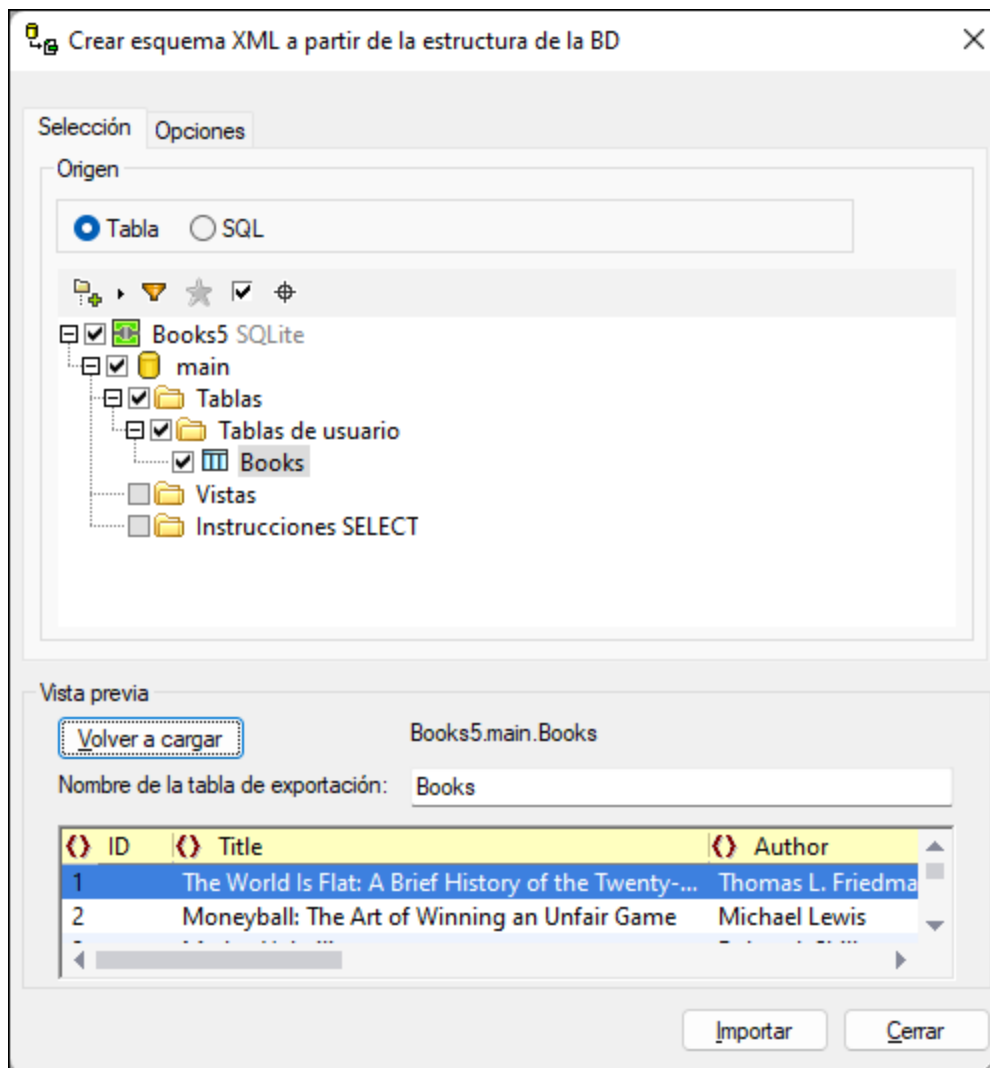 Crear esquema XML a partir de la estructura de la BD
Selección Opciones
Origen
Tabla SQL
Books5 SQLite
main
Tablas
Tablas de usuario
Books
Vistas
Instrucciones SELECT
Vista previa
Volver a cargar Books5.main.Books
Nombre de la tabla de exportación: Books
ID Title Author
1 The World Is Flat: A Brief History of the Twenty-... Thomas L. Friedma
2 Moneyball: The Art of Winning an Unfair Game Michael Lewis
Importar Cerrar